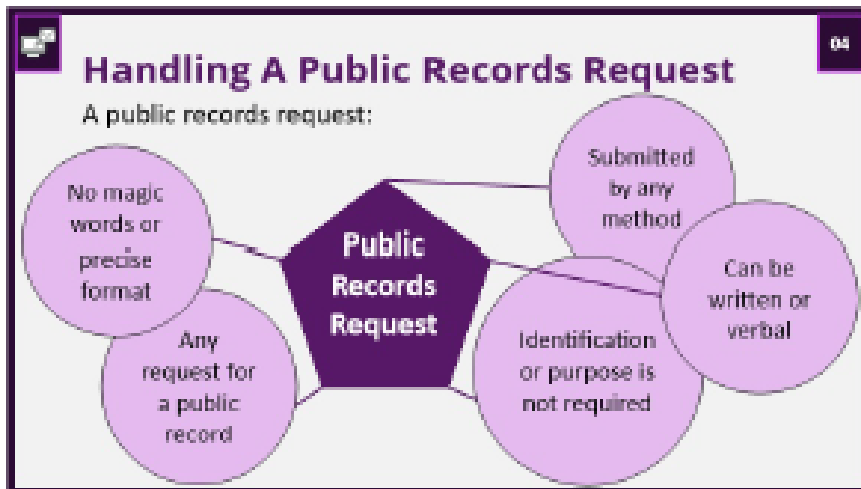 04
Handling A Public Records Request
A public records request:
No magic
words or
precise
format
Any
request for
a public
record
Public
Records
Request
Submitted
by any
method
Can be
written or
verbal
Identification
or purpose is
not required